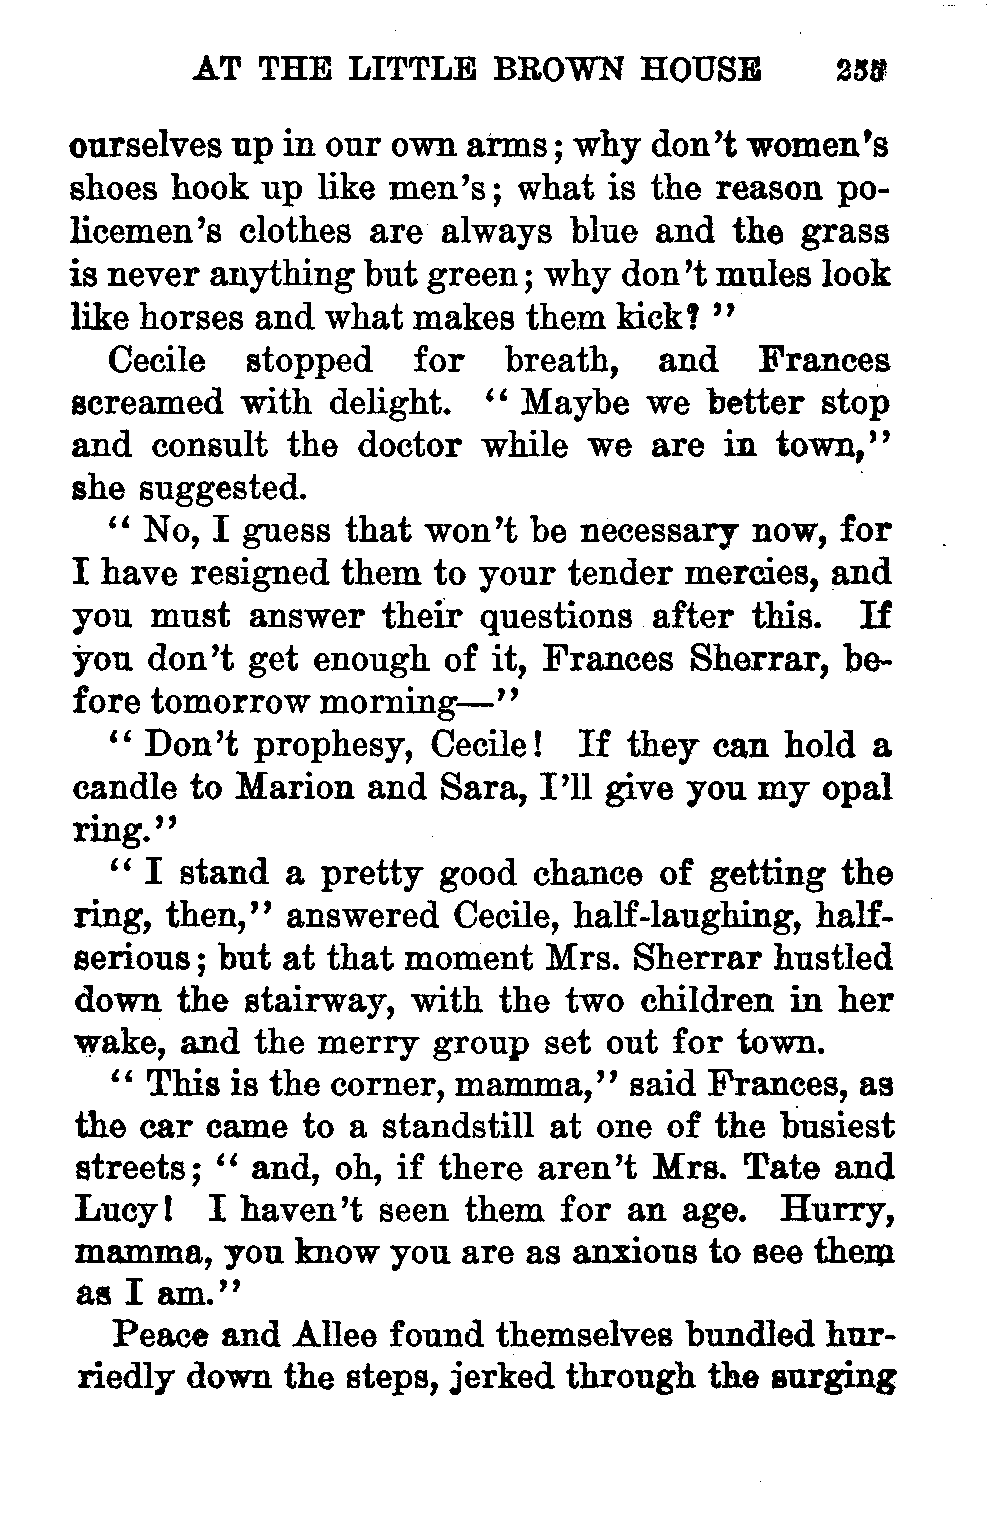 AT THE LITTLE BROWN HOUSE
ourselves up in our own arms; why don't women's
shoes hook up like men's; what is the reason po-
licemen's clothes are always blue and the grass
is never anything but green; why don't mules look
like horses and what makes them kick? "
Cecile stopped for breath, and Frances
screamed with delight. " Maybe we better stop
and consult the doctor while we are in town,"
she suggested.
" No, I guess that won't be necessary now, for
I have resigned them to your tender mercies, and
you must answer their questions after this. If
you don't get enough of it, Frances Sherrar, be-
fore tomorrow morning—"
" Don't prophesy, Cecile! If they can hold a
candle to Marion and Sara, I'll give you my opal
ring."
" I stand a pretty good chance of getting the
ring, then," answered Cecile, half-laughing, half-
serious; but at that moment Mrs. Sherrar hustled
down the stairway, with the two children in her
wake, and the merry group set out for town.
" This is the corner, mamma," said Frances, as
the car came to a standstill at one of the busiest
streets; " and, oh, if there aren't Mrs. Tate and
Lucy! I haven't seen them for an age. Hurry,
mamma, you know you are as anxious to see them
as I am."
Peace and Allee found themselves bundled hur-
riedly down the steps, jerked through the surging